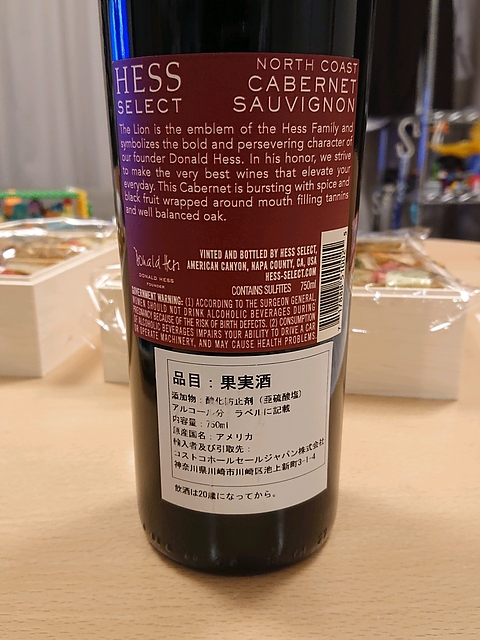 HESS
SELECT
NORTH COAST
CABERNET
SAUVIGNON
The Lion is the emblem of the Hess Family and
symbolizes the bold and persevering character of
our founder Donald Hess. In his honor, we strive
to make the very best wines that elevate your
everyday. This Cabernet is bursting with spice and
black fruit wrapped around mouth filling tannins
and well balanced oak.
Donald Hess
DONALD HESS
FOUNDER
VINTED AND BOTTLED BY HESS SELECT,
AMERICAN CANYON, NAPA COUNTY, CA, USA
HESS-SELECT.COM
CONTAINS SULFITES 750ml
GOVERNMENT WARNING: (1) ACCORDING TO THE SURGEON GENERAL,
WOMEN SHOULD NOT DRINK ALCOHOLIC BEVERAGES DURING
PREGNANCY BECAUSE OF THE RISK OF BIRTH DEFECTS. (2) CONSUMPTION
OF ALCOHOLIC BEVERAGES IMPAIRS YOUR ABILITY TO DRIVE A CAR
OR OPERATE MACHINERY, AND MAY CAUSE HEALTH PROBLEMS
品目：果実酒
添加物：酸化防止剤（亜硫酸塩）
アルコール分 ラベルに記載
内容量：750ml
原産国名：アメリカ
輸入者及び引取先：
コストコホールセールジャパン株式会社
神奈川県川崎市川崎区池上新町3-1-4
飲酒は20歳になってから。